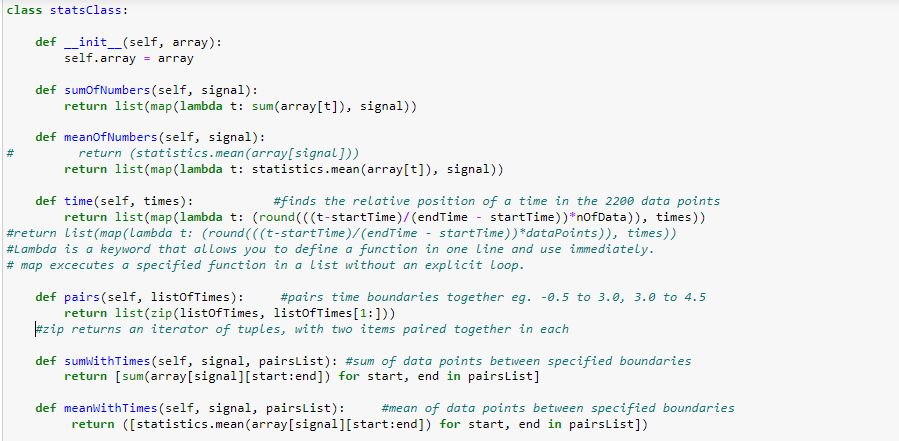 class statsClass:
def __init__(self, array):
self.array = array
def sumOfNumbers(self, signal):
return list(map(lambda t: sum(array[t]), signal))
def meanOfNumbers(self, signal):
# return (statistics.mean(array[signal]))
return list(map(lambda t: statistics.mean(array[t]), signal))
def time(self, times): #finds the relative position of a time in the 2200 data points
return list(map(lambda t: (round(((t-startTime)/(endTime - startTime))*nOfData)), times))
#return list(map(lambda t: (round(((t-startTime)/(endTime - startTime))*dataPoints)), times))
#Lambda is a keyword that allows you to define a function in one line and use immediately.
# map excecutes a specified function in a list without an explicit loop.
def pairs(self, listOfTimes): #pairs time boundaries together eg. -0.5 to 3.0, 3.0 to 4.5
return list(zip(listOfTimes, listOfTimes[1:]))
#zip returns an iterator of tuples, with two items paired together in each
def sumWithTimes(self, signal, pairsList): #sum of data points between specified boundaries
return [sum(array[signal][start:end]) for start, end in pairsList]
def meanWithTimes(self, signal, pairsList): #mean of data points between specified boundaries
return ([statistics.mean(array[signal][start:end]) for start, end in pairsList])